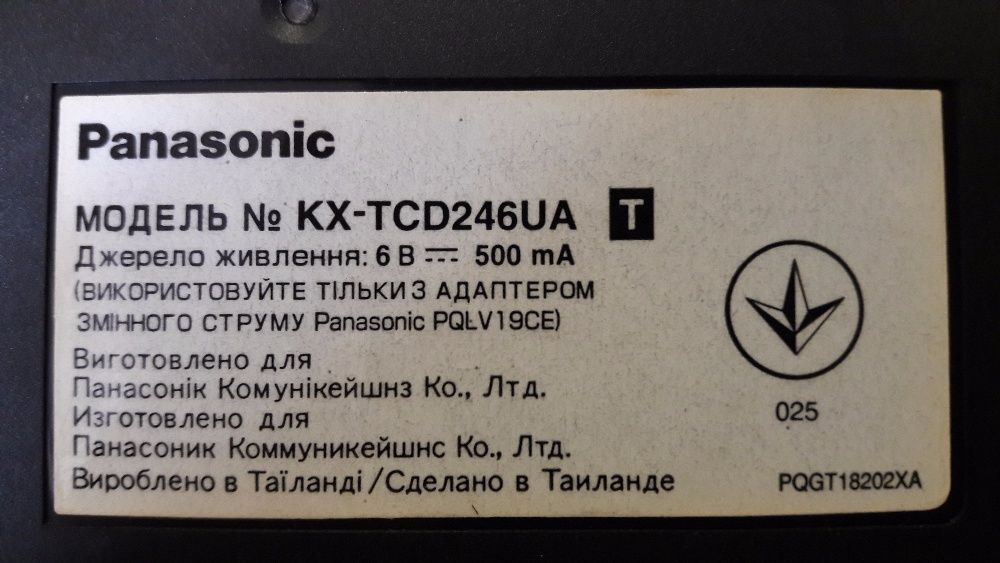 Panasonic
МОДЕЛЬ № KX-TCD246UA T
Джерело живлення: 6 В ⎓ 500 mA
(ВИКОРИСТОВУЙТЕ ТІЛЬКИ З АДАПТЕРОМ
ЗМІННОГО СТРУМУ Panasonic PQLV19CE)
Виготовлено для
Панасонік Комунікейшнз Ко., Лтд.
Изготовлено для
Панасоник Коммуникейшнс Ко., Лтд.
Вироблено в Таїланді/Сделано в Таиланде
025
PQGT18202XA